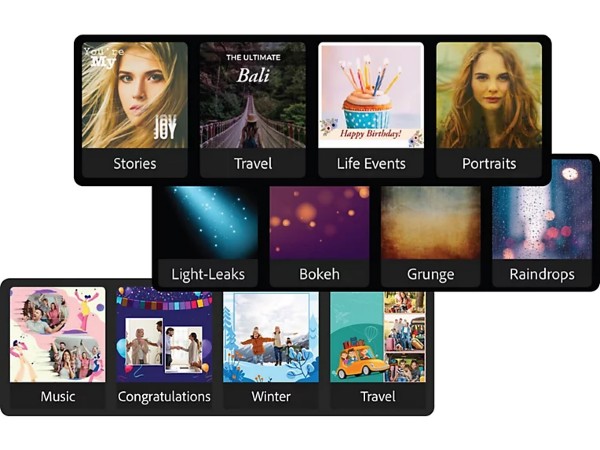 You're
My
JOY
JOY
THE ULTIMATE
Bali
Happy Birthday!
Stories
Travel
Life Events
Portraits
Light-Leaks
Bokeh
Grunge
Raindrops
Music
Congratulations
Winter
Travel